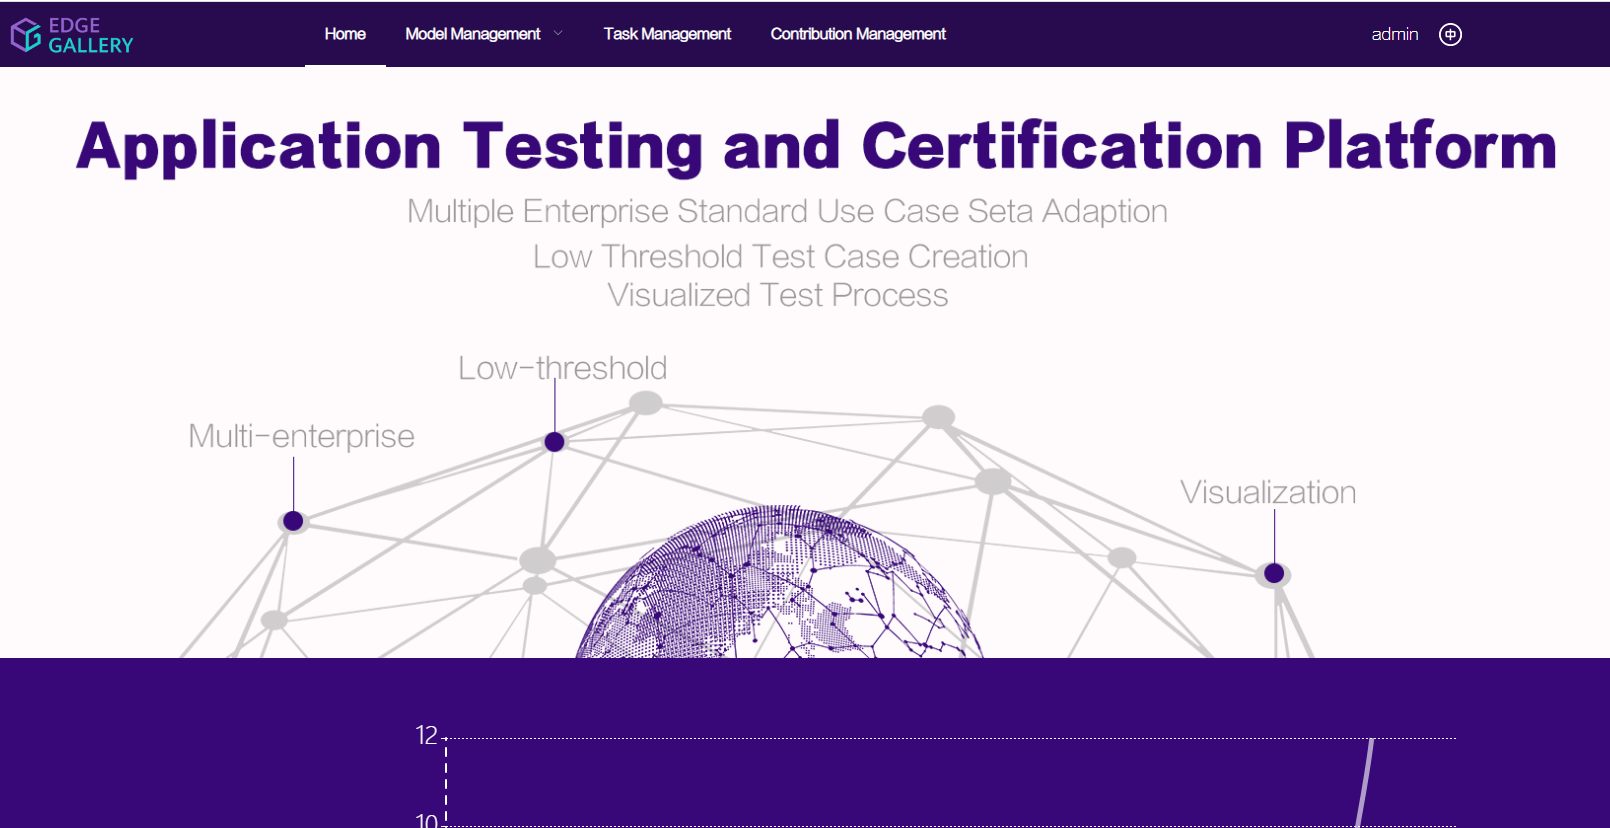 EDGE
GALLERY
Home Model Management Task Management Contribution Management admin 中
Application Testing and Certification Platform
Multiple Enterprise Standard Use Case Seta Adaption
Low Threshold Test Case Creation
Visualized Test Process
Low-threshold
Multi-enterprise
Visualization
12
10